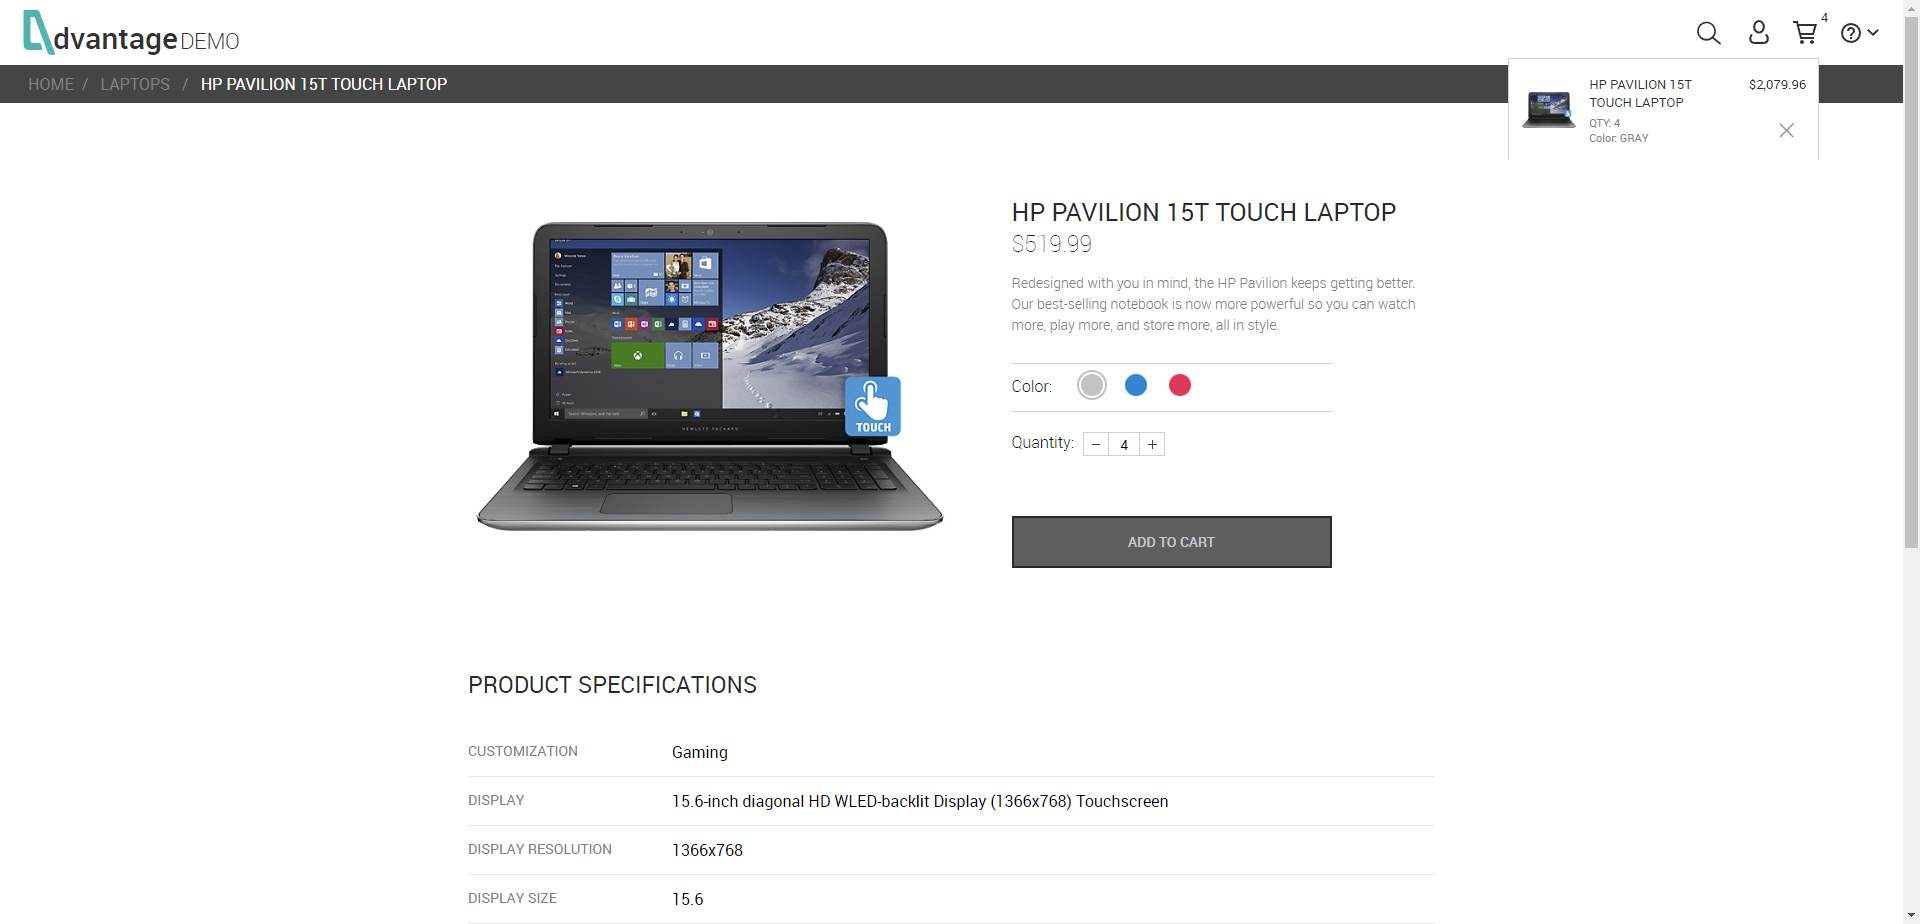 dvantage DEMO
4
HOME / LAPTOPS / HP PAVILION 15T TOUCH LAPTOP
HP PAVILION 15T
TOUCH LAPTOP
$2,079.96
QTY: 4
Color: GRAY
HP PAVILION 15T TOUCH LAPTOP
$519.99
Redesigned with you in mind, the HP Pavilion keeps getting better.
Our best-selling notebook is now more powerful so you can watch
more, play more, and store more, all in style.
Color:
Quantity: − 4 +
ADD TO CART
TOUCH
HEWLETT-PACKARD
PRODUCT SPECIFICATIONS
CUSTOMIZATION Gaming
DISPLAY 15.6-inch diagonal HD WLED-backlit Display (1366x768) Touchscreen
DISPLAY RESOLUTION 1366x768
DISPLAY SIZE 15.6